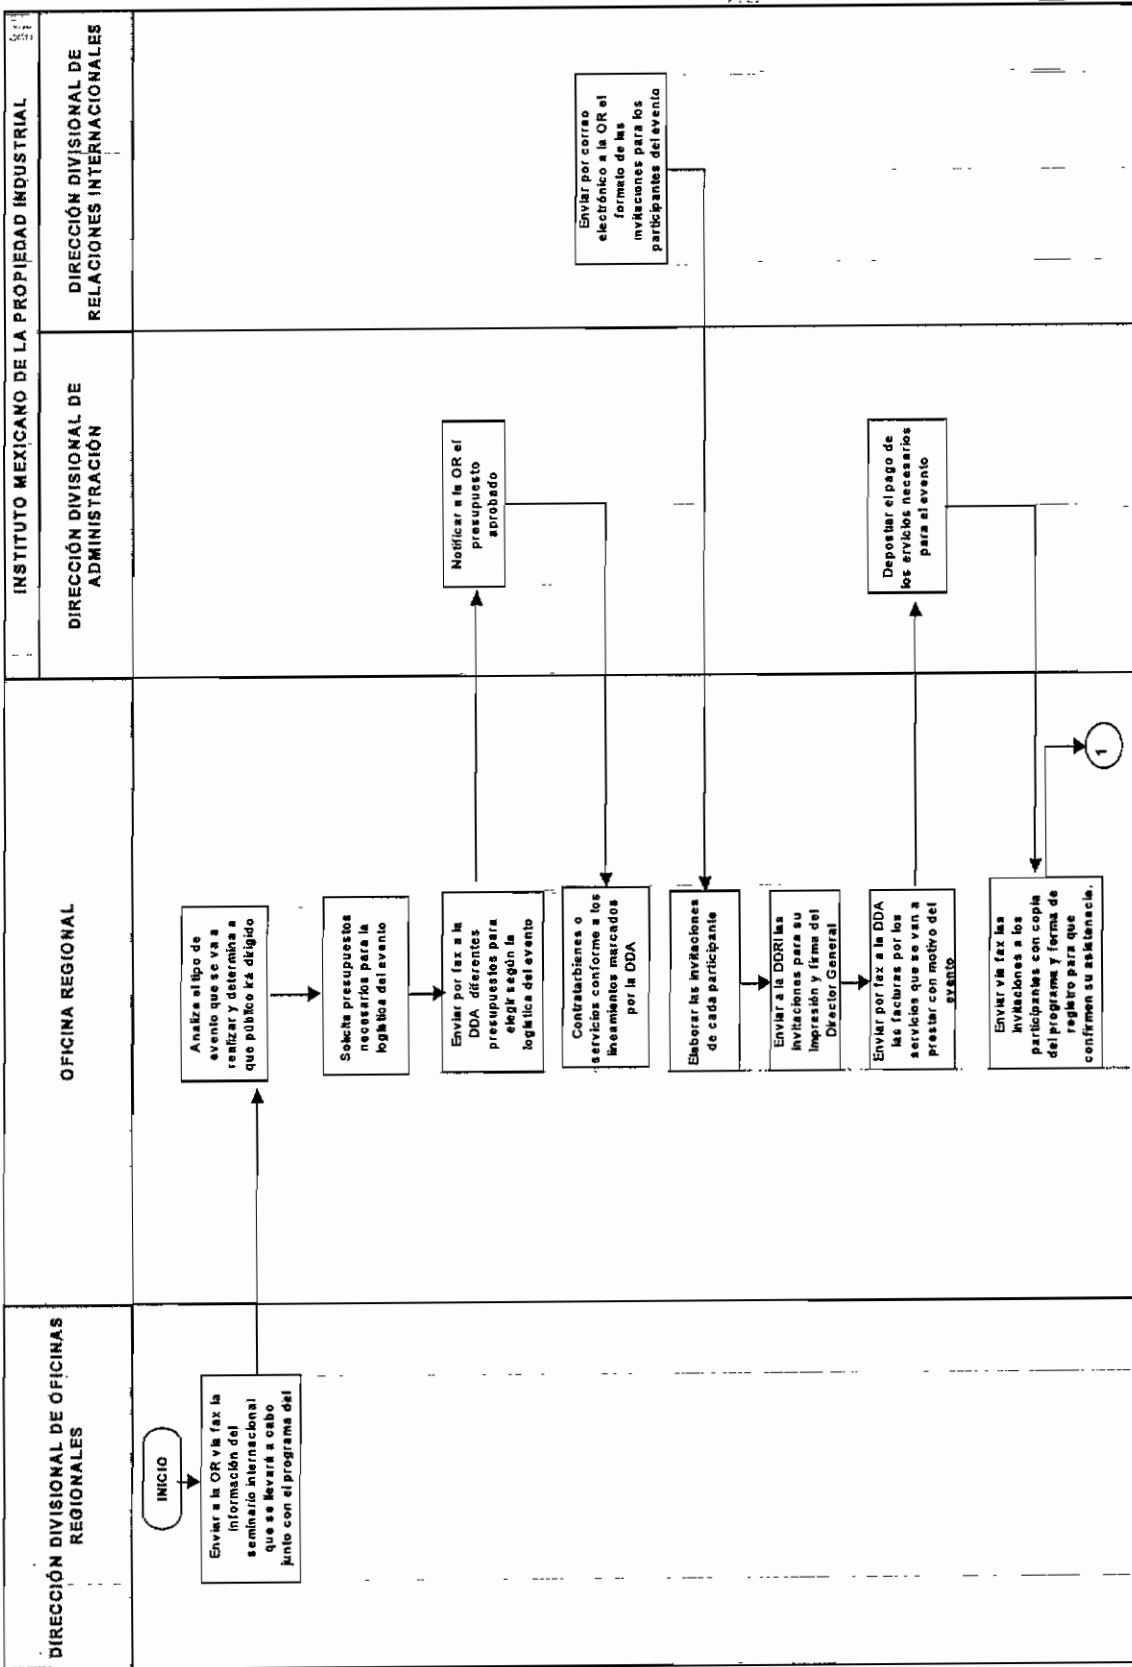 INSTITUTO MEXICANO DE LA PROPIEDAD INDUSTRIAL
DIRECCIÓN DIVISIONAL DE OFICINAS
REGIONALES
OFICINA REGIONAL
DIRECCIÓN DIVISIONAL DE
ADMINISTRACIÓN
DIRECCIÓN DIVISIONAL DE
RELACIONES INTERNACIONALES
INICIO
Enviar a la OR vía fax la
información del
seminario internacional
que se llevará a cabo
junto con el programa del
Analiza el tipo de
evento que se va a
realizar y determina a
que público irá dirigido
Solicita presupuestos
necesarios para la
logística del evento
Enviar por fax a la
DDA diferentes
presupuestos para
elegir según la
logística del evento
Notificar a la OR el
presupuesto
aprobado
Contratarbienes o
servicios conforme a los
lineamientos marcados
por la DDA
Enviar por correo
electrónico a la OR el
formato de las
invitaciones para los
participantes del evento
Elaborar las invitaciones
de cada participante
Enviar a la DDRI las
invitaciones para su
impresión y firma del
Director General
Enviar por fax a la DDA
las facturas por los
servicios que se van a
prestar con motivo del
evento
Depositar el pago de
los ervicios necesarios
para el evento
Enviar vía fax las
invitaciones a los
participantes con copia
del programa y forma de
registro para que
confirmen su asistencia.
1